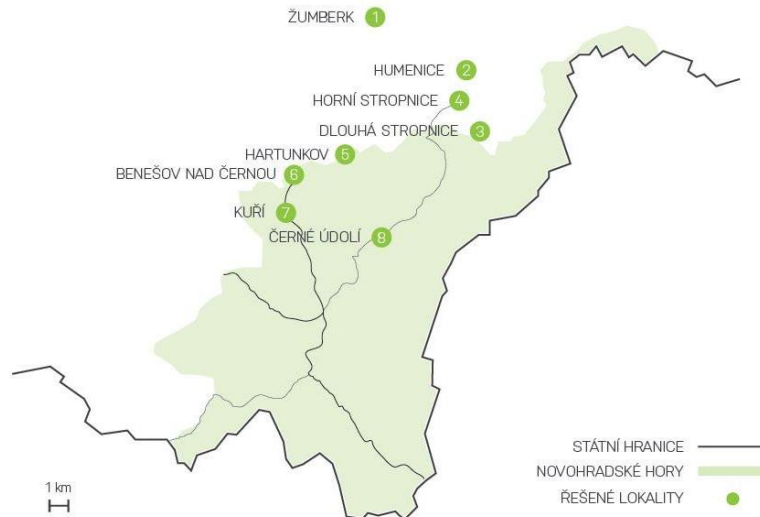 ŽUMBERK 1
HUMENICE 2
HORNÍ STROPNICE 4
DLOUHÁ STROPNICE 3
HARTUNKOV 5
BENEŠOV NAD ČERNOU 6
KUŘÍ 7
ČERNÉ ÚDOLÍ 8
STÁTNÍ HRANICE
NOVOHRADSKÉ HORY
ŘEŠENÉ LOKALITY
1 km